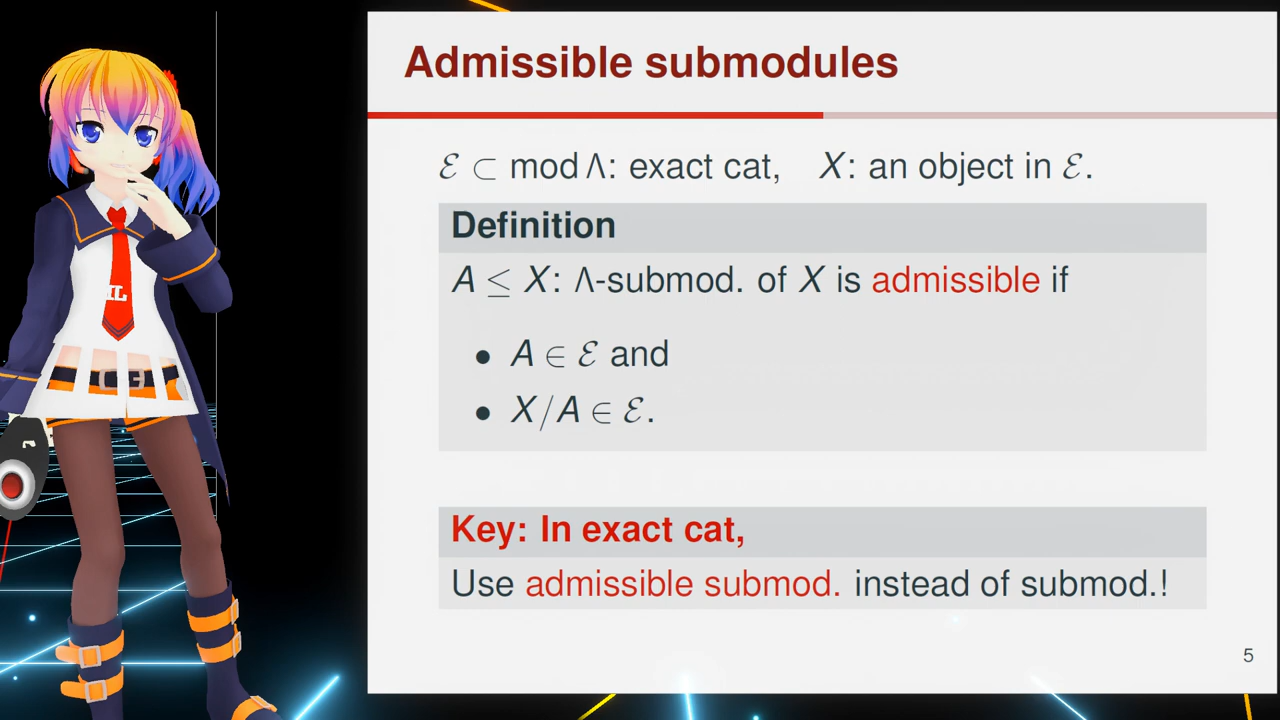 Admissible submodules
ℰ ⊂ mod Λ: exact cat, X: an object in ℰ.
Definition
A ≤ X: Λ-submod. of X is admissible if
• A ∈ ℰ and
• X/A ∈ ℰ.
Key: In exact cat,
Use admissible submod. instead of submod.!
5